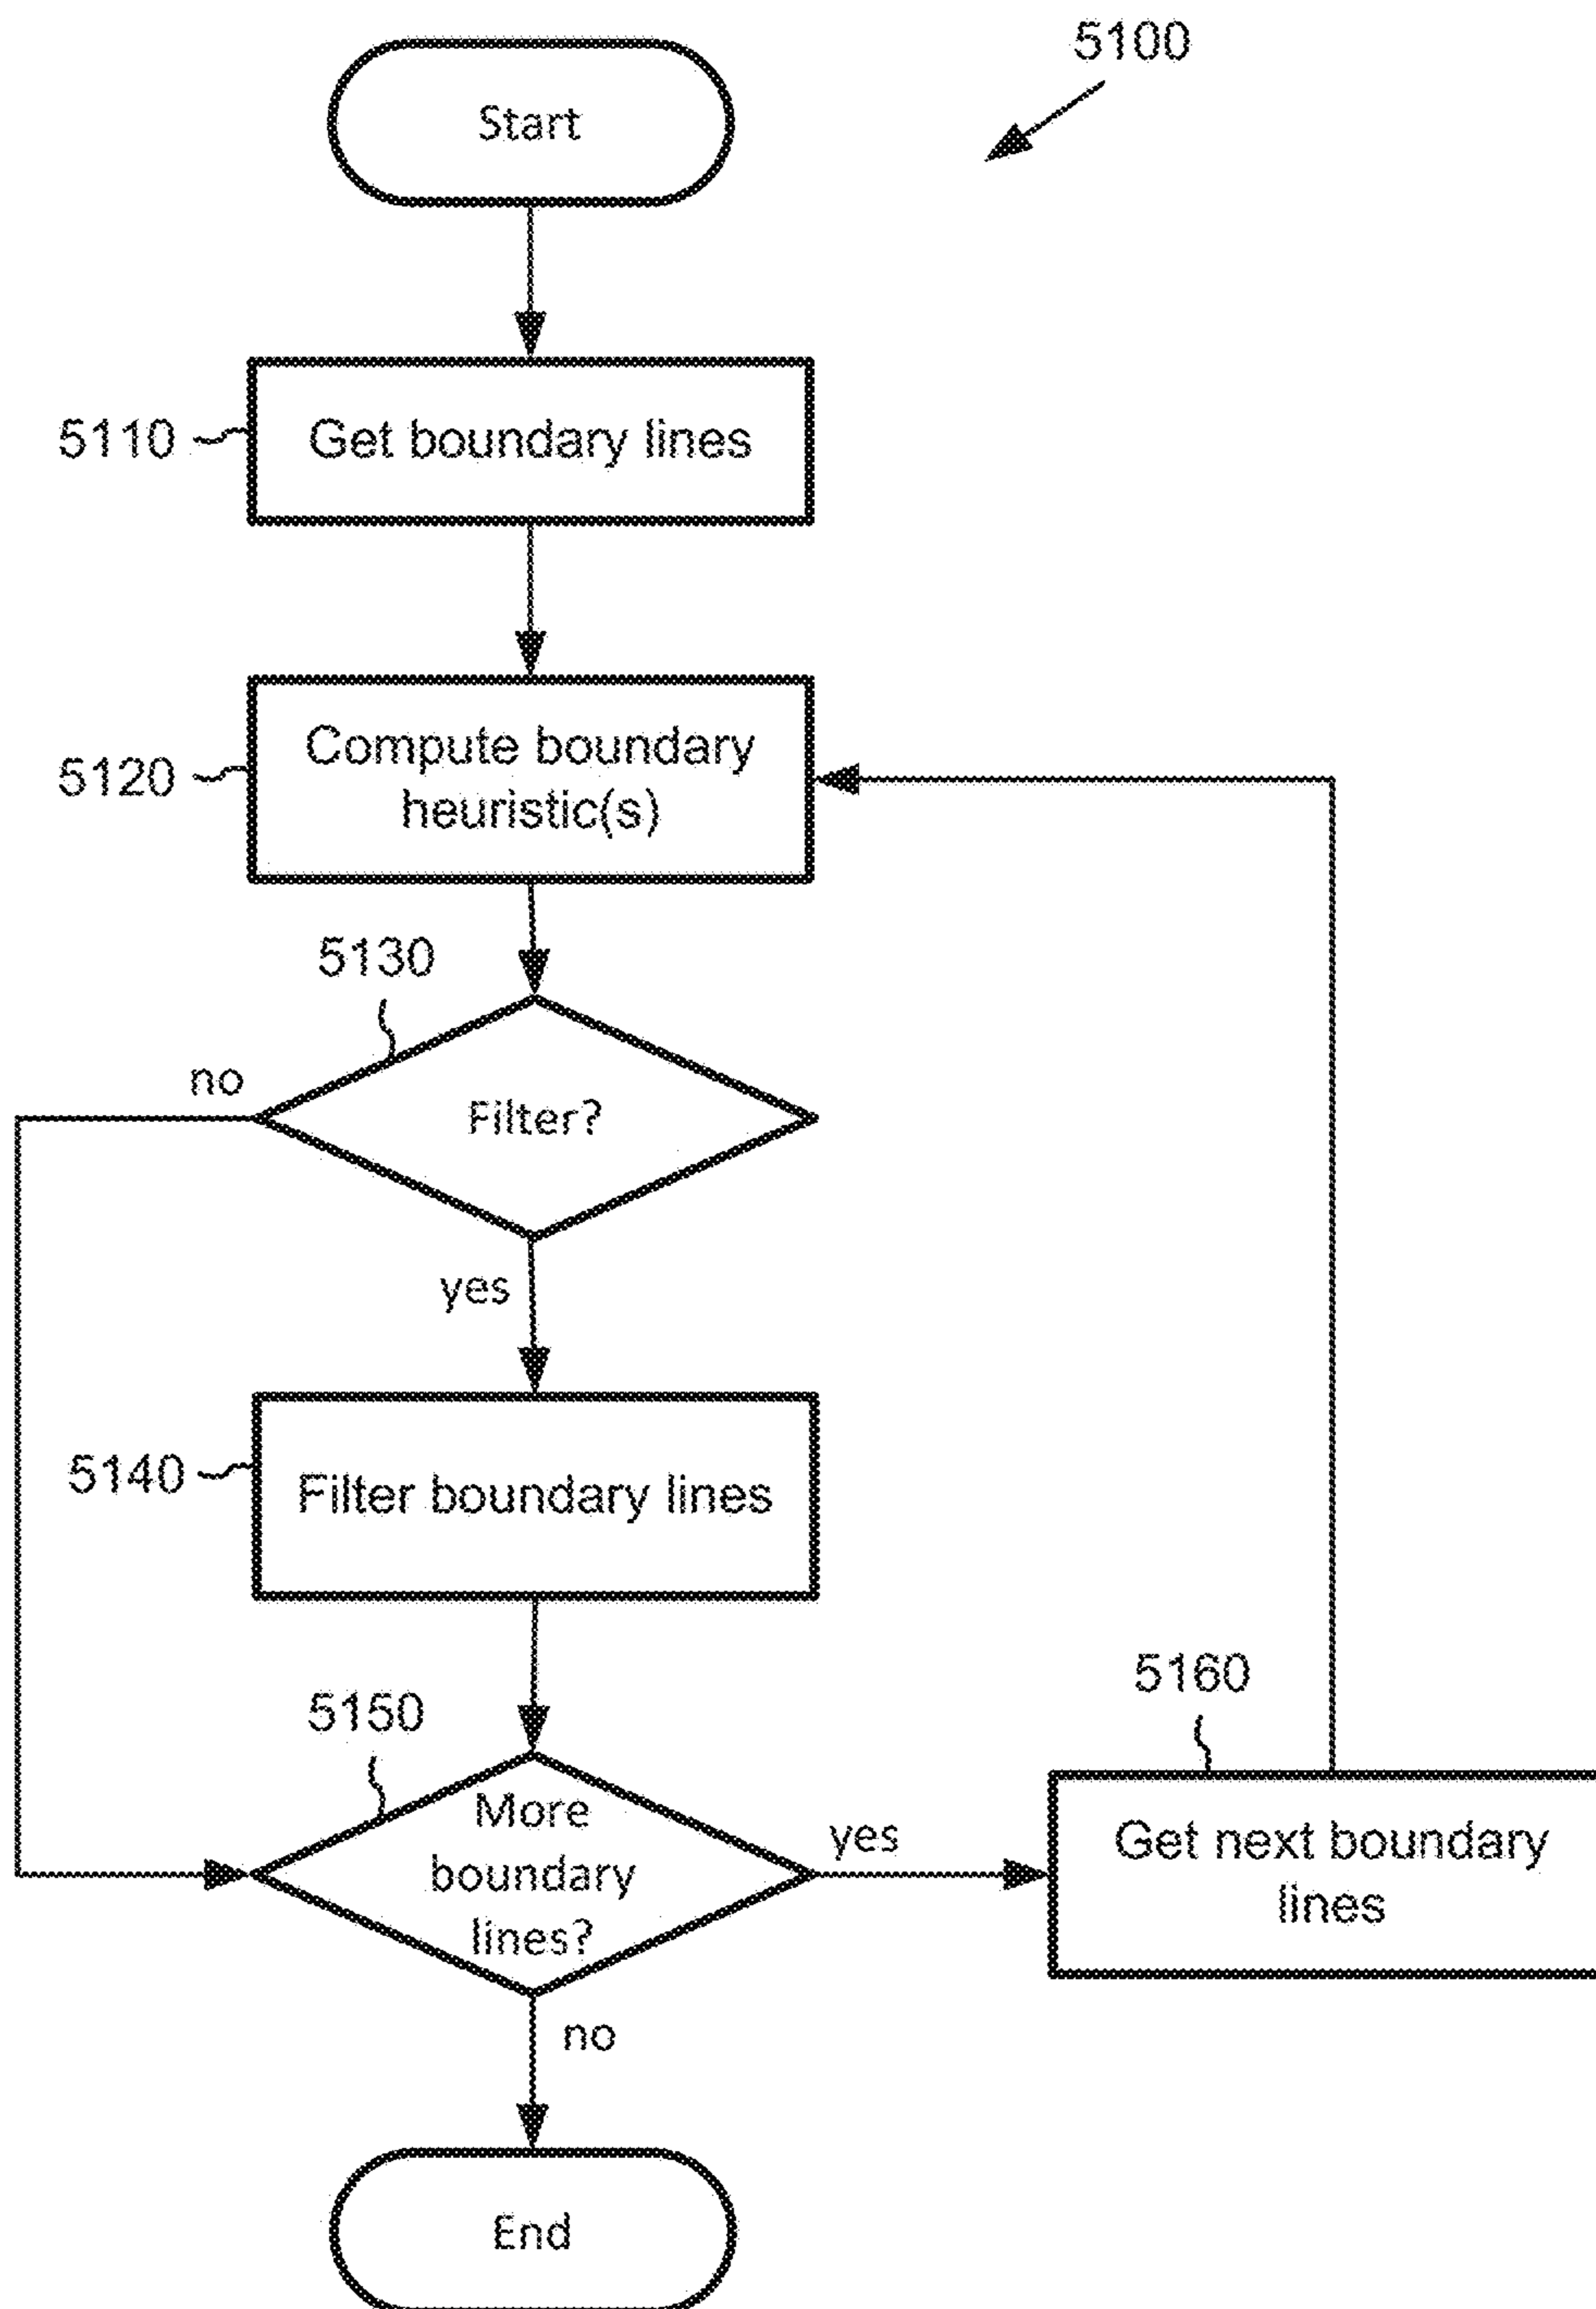 5100
Start
5110
Get boundary lines
5120
Compute boundary
heuristic(s)
5130
no
Filter?
yes
5140
Filter boundary lines
5150
More
boundary
lines?
yes
5160
Get next boundary
lines
no
End